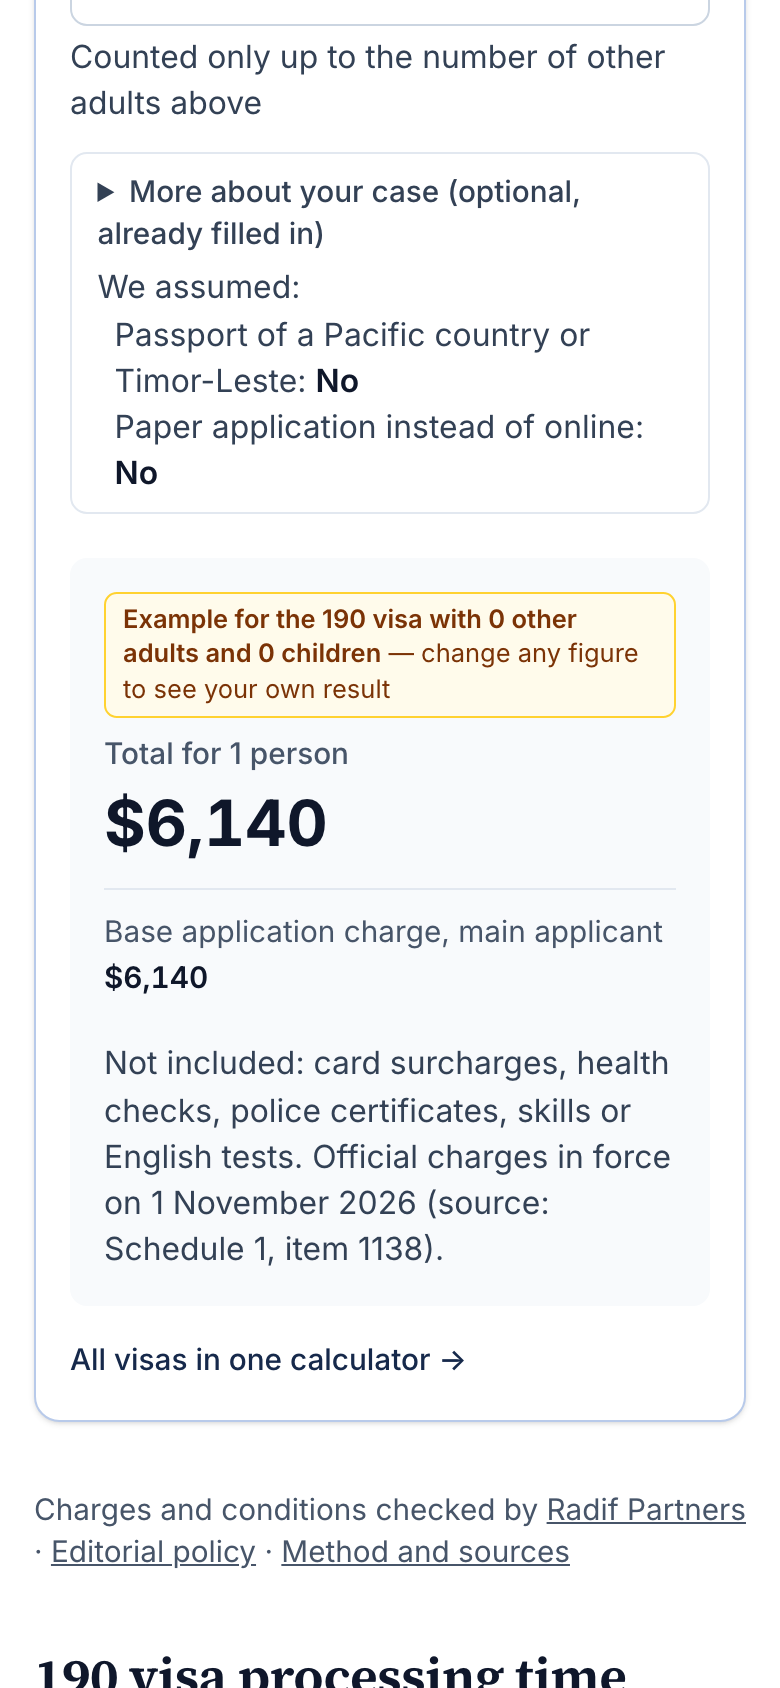 Counted only up to the number of other
adults above
▶ More about your case (optional,
already filled in)
We assumed:
Passport of a Pacific country or
Timor-Leste: No
Paper application instead of online:
No
Example for the 190 visa with 0 other
adults and 0 children — change any figure
to see your own result
Total for 1 person
$6,140
Base application charge, main applicant
$6,140
Not included: card surcharges, health
checks, police certificates, skills or
English tests. Official charges in force
on 1 November 2026 (source:
Schedule 1, item 1138).
All visas in one calculator →
Charges and conditions checked by Radif Partners
· Editorial policy · Method and sources
190 visa processing time